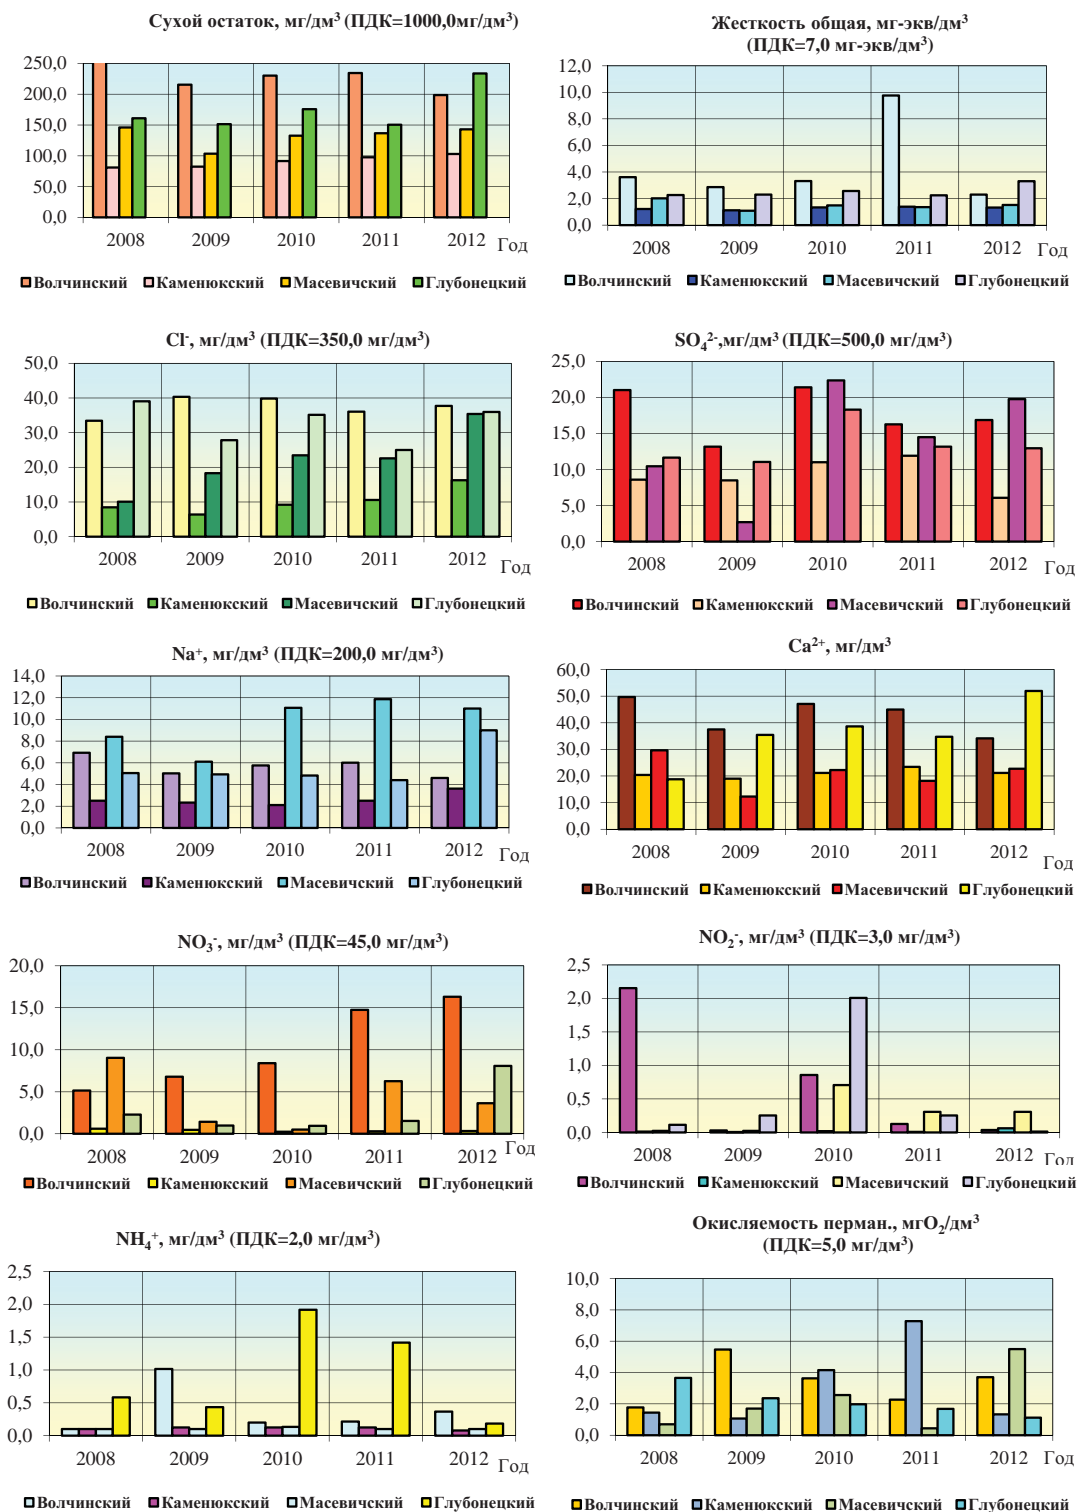 Сухой остаток, мг/дм³ (ПДК=1000,0мг/дм³)
250,0
200,0
150,0
100,0
50,0
0,0
2008 2009 2010 2011 2012 Год
Волчинский Каменюкский Масевичский Глубонецкий
Жесткость общая, мг-экв/дм³
(ПДК=7,0 мг-экв/дм³)
12,0
10,0
8,0
6,0
4,0
2,0
0,0
2008 2009 2010 2011 2012 Год
Волчинский Каменюкский Масевичский Глубонецкий
Cl⁻, мг/дм³ (ПДК=350,0 мг/дм³)
50,0
40,0
30,0
20,0
10,0
0,0
2008 2009 2010 2011 2012 Год
Волчинский Каменюкский Масевичский Глубонецкий
SO₄²⁻,мг/дм³ (ПДК=500,0 мг/дм³)
25,0
20,0
15,0
10,0
5,0
0,0
2008 2009 2010 2011 2012 Год
Волчинский Каменюкский Масевичский Глубонецкий
Na⁺, мг/дм³ (ПДК=200,0 мг/дм³)
14,0
12,0
10,0
8,0
6,0
4,0
2,0
0,0
2008 2009 2010 2011 2012 Год
Волчинский Каменюкский Масевичский Глубонецкий
Ca²⁺, мг/дм³
60,0
50,0
40,0
30,0
20,0
10,0
0,0
2008 2009 2010 2011 2012 Год
Волчинский Каменюкский Масевичский Глубонецкий
NO₃⁻, мг/дм³ (ПДК=45,0 мг/дм³)
20,0
15,0
10,0
5,0
0,0
2008 2009 2010 2011 2012 Год
Волчинский Каменюкский Масевичский Глубонецкий
NO₂⁻, мг/дм³ (ПДК=3,0 мг/дм³)
2,5
2,0
1,5
1,0
0,5
0,0
2008 2009 2010 2011 2012 Год
Волчинский Каменюкский Масевичский Глубонецкий
NH₄⁺, мг/дм³ (ПДК=2,0 мг/дм³)
2,5
2,0
1,5
1,0
0,5
0,0
2008 2009 2010 2011 2012 Год
Волчинский Каменюкский Масевичский Глубонецкий
Окисляемость перман., мгО₂/дм³
(ПДК=5,0 мг/дм³)
10,0
8,0
6,0
4,0
2,0
0,0
2008 2009 2010 2011 2012 Год
Волчинский Каменюкский Масевичский Глубонецкий